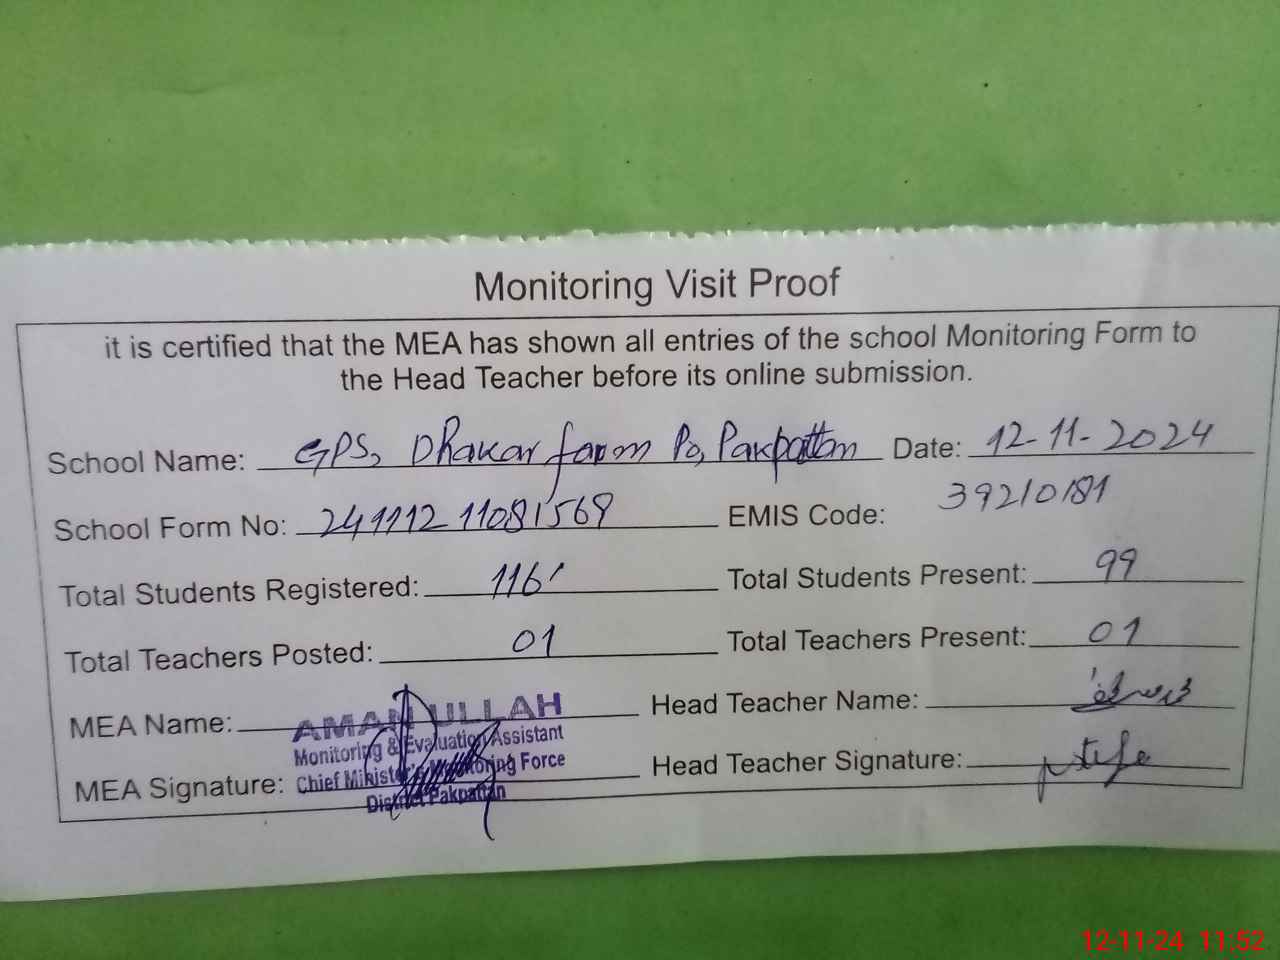 Monitoring Visit Proof
it is certified that the MEA has shown all entries of the school Monitoring Form to
the Head Teacher before its online submission.
School Name: GPS, Dhakar farm Po, Pakpattan Date: 12-11-2024
School Form No: 241112 11081569 EMIS Code: 39210181
Total Students Registered: 116 Total Students Present: 99
Total Teachers Posted: 01 Total Teachers Present: 01
MEA Name: AMAN ULLAH Head Teacher Name:
Monitoring & Evaluation Assistant
MEA Signature: Chief Minister's Monitoring Force Head Teacher Signature:
District Pakpattan
12-11-24 11:52